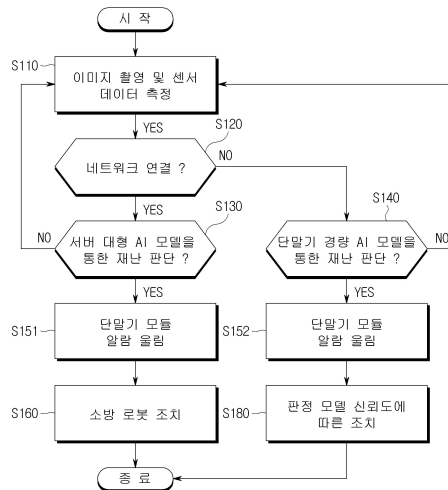 시 작
S110
이미지 촬영 및 센서
데이터 측정
YES
S120
네트워크 연결 ?
NO
YES
S130
S140
NO
서버 대형 AI 모델을
통한 재난 판단 ?
단말기 경량 AI 모델을
통한 재난 판단 ?
NO
YES
YES
S151
단말기 모듈
알람 울림
S152
단말기 모듈
알람 울림
S160
소방 로봇 조치
S180
판정 모델 신뢰도에
따른 조치
종 료